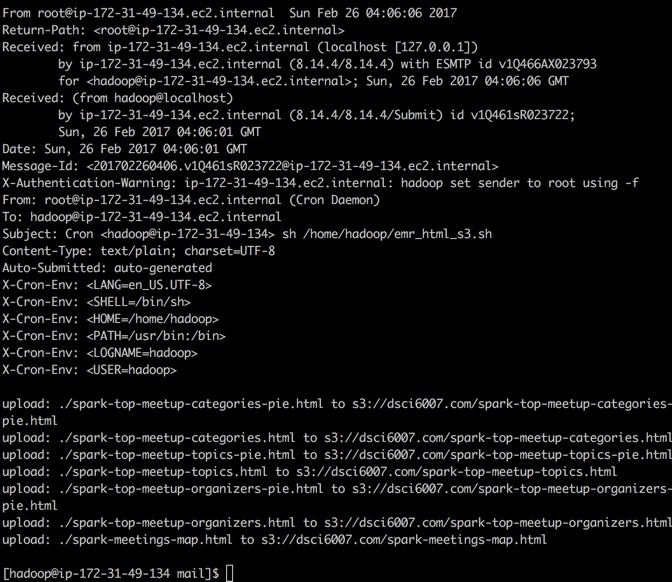 From root@ip-172-31-49-134.ec2.internal  Sun Feb 26 04:06:06 2017
Return-Path: <root@ip-172-31-49-134.ec2.internal>
Received: from ip-172-31-49-134.ec2.internal (localhost [127.0.0.1])
        by ip-172-31-49-134.ec2.internal (8.14.4/8.14.4) with ESMTP id v1Q466AX023793
        for <hadoop@ip-172-31-49-134.ec2.internal>; Sun, 26 Feb 2017 04:06:06 GMT
Received: (from hadoop@localhost)
        by ip-172-31-49-134.ec2.internal (8.14.4/8.14.4/Submit) id v1Q461sR023722;
        Sun, 26 Feb 2017 04:06:01 GMT
Date: Sun, 26 Feb 2017 04:06:01 GMT
Message-Id: <201702260406.v1Q461sR023722@ip-172-31-49-134.ec2.internal>
X-Authentication-Warning: ip-172-31-49-134.ec2.internal: hadoop set sender to root using -f
From: root@ip-172-31-49-134.ec2.internal (Cron Daemon)
To: hadoop@ip-172-31-49-134.ec2.internal
Subject: Cron <hadoop@ip-172-31-49-134> sh /home/hadoop/emr_html_s3.sh
Content-Type: text/plain; charset=UTF-8
Auto-Submitted: auto-generated
X-Cron-Env: <LANG=en_US.UTF-8>
X-Cron-Env: <SHELL=/bin/sh>
X-Cron-Env: <HOME=/home/hadoop>
X-Cron-Env: <PATH=/usr/bin:/bin>
X-Cron-Env: <LOGNAME=hadoop>
X-Cron-Env: <USER=hadoop>

upload: ./spark-top-meetup-categories-pie.html to s3://dsci6007.com/spark-top-meetup-categories-
pie.html
upload: ./spark-top-meetup-categories.html to s3://dsci6007.com/spark-top-meetup-categories.html
upload: ./spark-top-meetup-topics-pie.html to s3://dsci6007.com/spark-top-meetup-topics-pie.html
upload: ./spark-top-meetup-topics.html to s3://dsci6007.com/spark-top-meetup-topics.html
upload: ./spark-top-meetup-organizers-pie.html to s3://dsci6007.com/spark-top-meetup-organizers-
pie.html
upload: ./spark-top-meetup-organizers.html to s3://dsci6007.com/spark-top-meetup-organizers.html
upload: ./spark-meetings-map.html to s3://dsci6007.com/spark-meetings-map.html

[hadoop@ip-172-31-49-134 mail]$